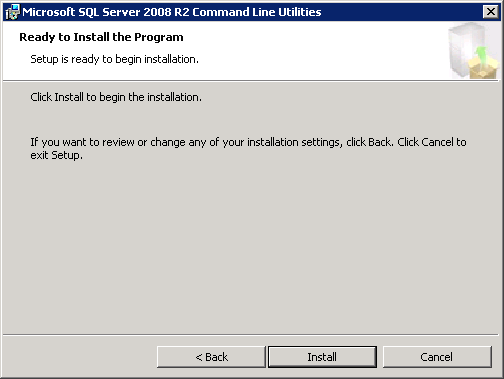 Microsoft SQL Server 2008 R2 Command Line Utilities
Ready to Install the Program
Setup is ready to begin installation.
Click Install to begin the installation.
If you want to review or change any of your installation settings, click Back. Click Cancel to
exit Setup.
< Back
Install
Cancel